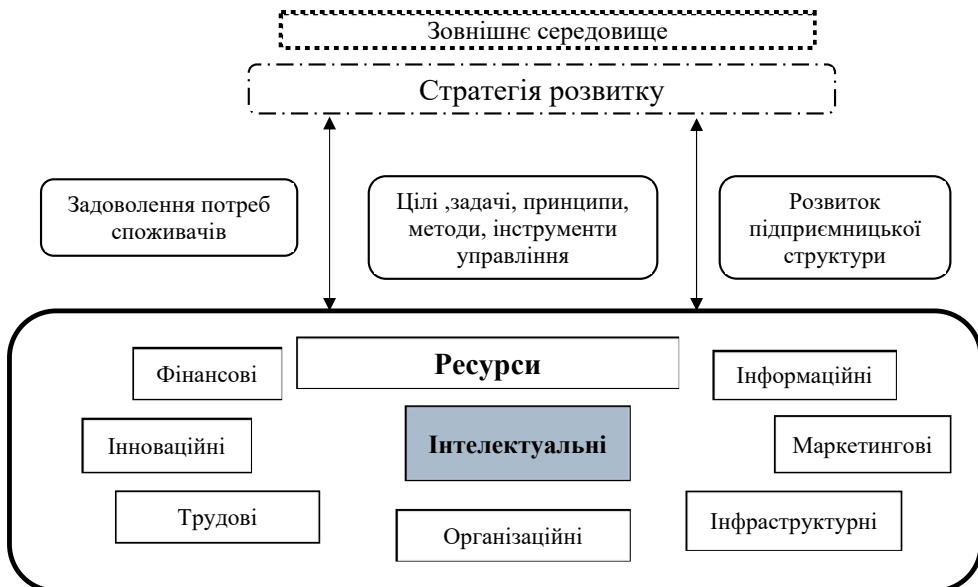 Зовнішнє середовище
Стратегія розвитку
Задоволення потреб
споживачів
Цілі ,задачі, принципи,
методи, інструменти
управління
Розвиток
підприємницької
структури
Ресурси
Фінансові
Інформаційні
Інноваційні
Інтелектуальні
Маркетингові
Трудові
Організаційні
Інфраструктурні